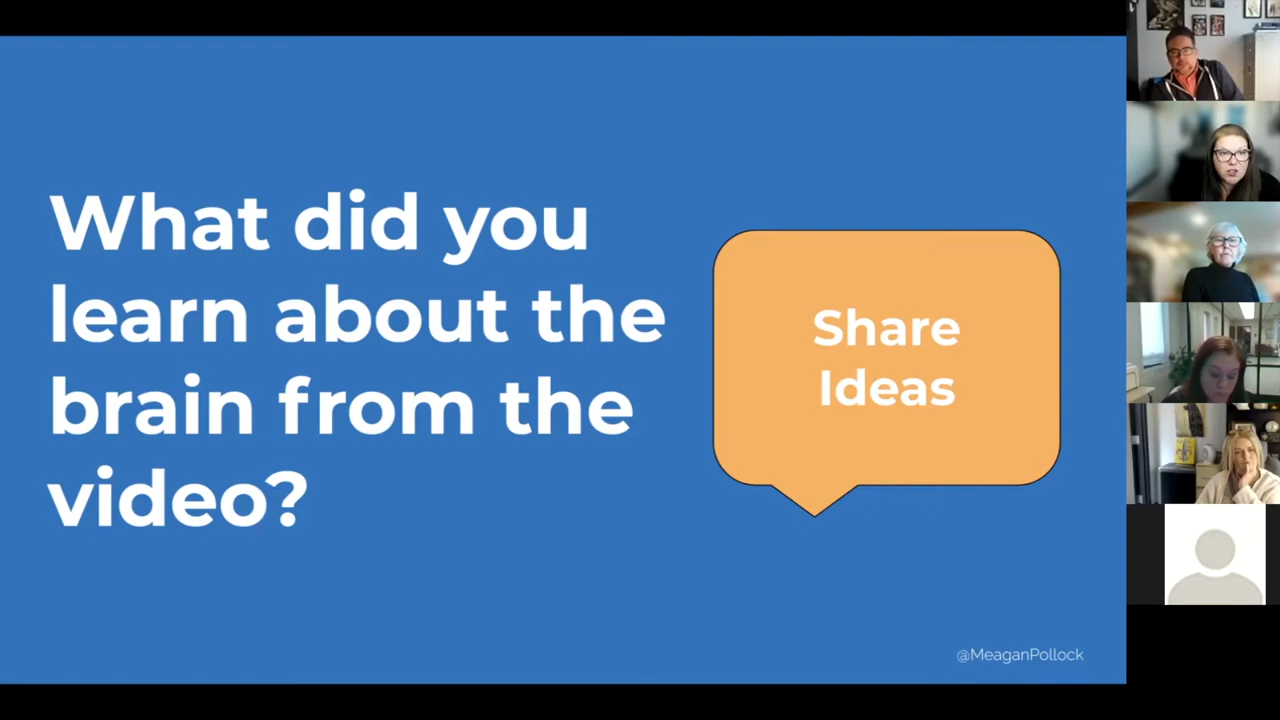 What did you
learn about the
brain from the
video?
Share
Ideas
@MeaganPollock